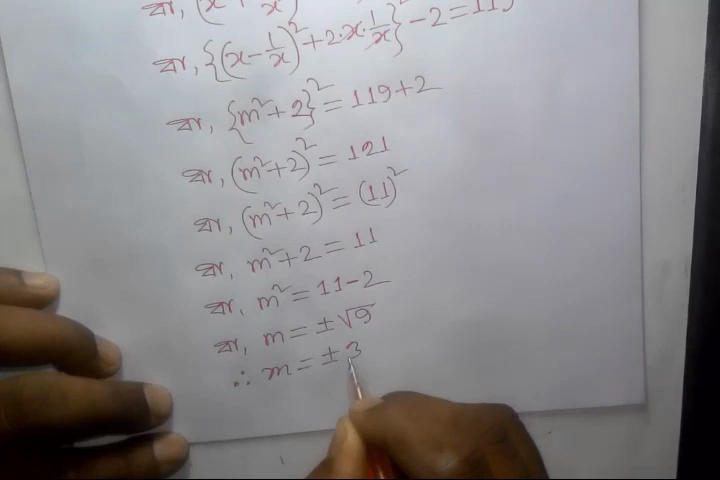 বা, {(x-1/x)²+2·x·1/x}²-2=119
বা, {m²+2}²=119+2
বা, (m²+2)²=121
বা, (m²+2)²=(11)²
বা, m²+2=11
বা, m²=11-2
বা, m=±√9
∴ m=±3